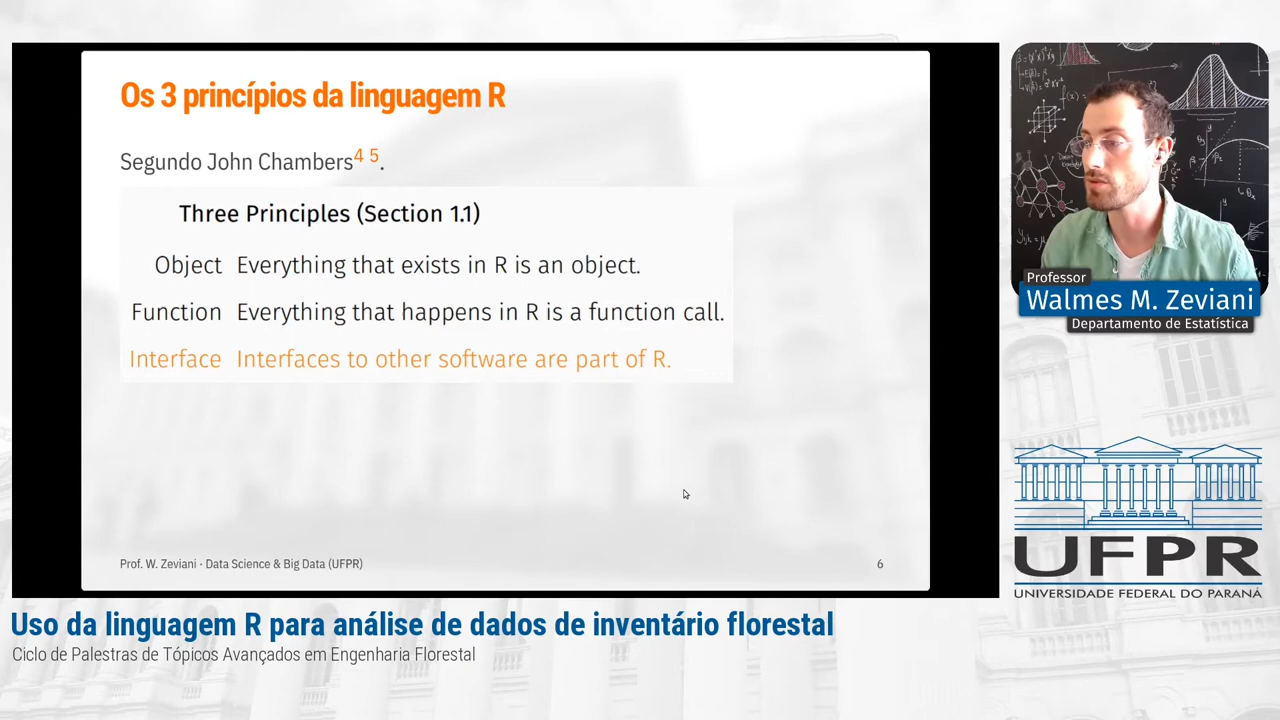 Os 3 princípios da linguagem R
Segundo John Chambers4 5.
Three Principles (Section 1.1)
Object Everything that exists in R is an object.
Function Everything that happens in R is a function call.
Interface Interfaces to other software are part of R.
Prof. W. Zeviani - Data Science & Big Data (UFPR)
6
Professor
Walmes M. Zeviani
Departamento de Estatística
UFPR
UNIVERSIDADE FEDERAL DO PARANÁ
Uso da linguagem R para análise de dados de inventário florestal
Ciclo de Palestras de Tópicos Avançados em Engenharia Florestal